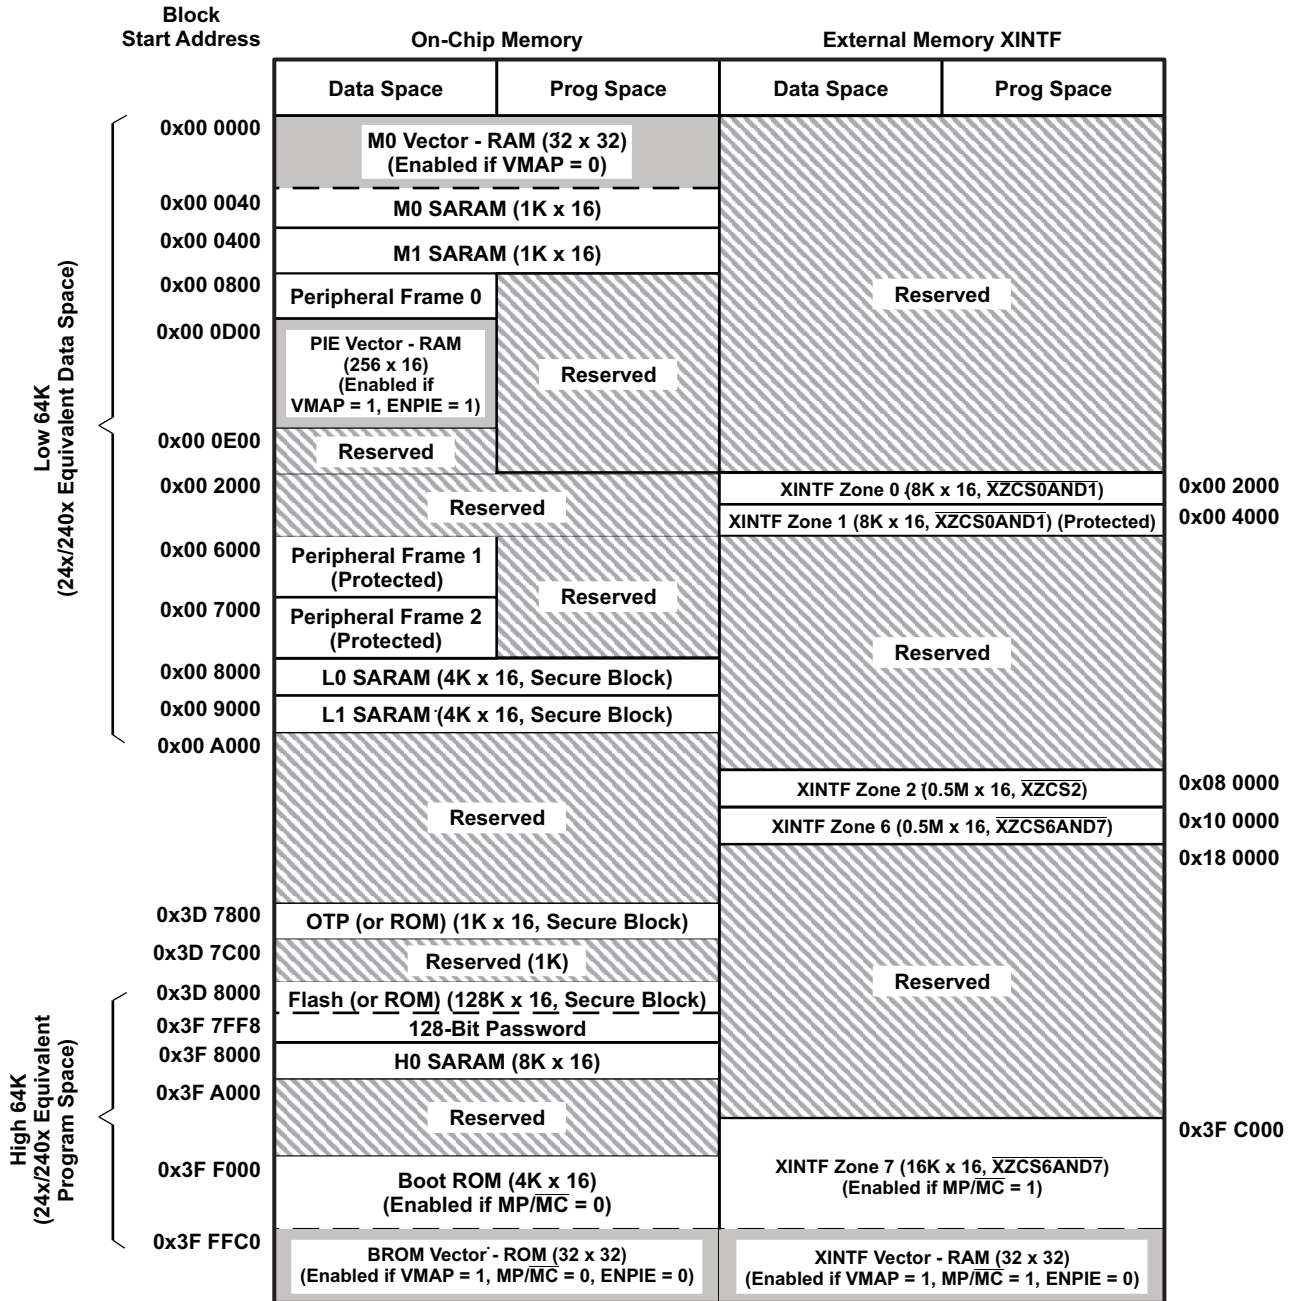 Block
Start Address
On-Chip Memory
External Memory XINTF
Data Space
Prog Space
Data Space
Prog Space
Low 64K
(24x/240x Equivalent Data Space)
0x00 0000
M0 Vector - RAM (32 x 32)
(Enabled if VMAP = 0)
0x00 0040
M0 SARAM (1K x 16)
0x00 0400
M1 SARAM (1K x 16)
0x00 0800
Peripheral Frame 0
Reserved
0x00 0D00
PIE Vector - RAM
(256 x 16)
(Enabled if
VMAP = 1, ENPIE = 1)
Reserved
0x00 0E00
Reserved
0x00 2000
Reserved
XINTF Zone 0 (8K x 16, XZCS0AND1)
0x00 2000
XINTF Zone 1 (8K x 16, XZCS0AND1) (Protected)
0x00 4000
0x00 6000
Peripheral Frame 1
(Protected)
Reserved
0x00 7000
Peripheral Frame 2
(Protected)
Reserved
0x00 8000
L0 SARAM (4K x 16, Secure Block)
0x00 9000
L1 SARAM (4K x 16, Secure Block)
0x00 A000
Reserved
XINTF Zone 2 (0.5M x 16, XZCS2)
0x08 0000
XINTF Zone 6 (0.5M x 16, XZCS6AND7)
0x10 0000
0x18 0000
0x3D 7800
OTP (or ROM) (1K x 16, Secure Block)
0x3D 7C00
Reserved (1K)
Reserved
High 64K
(24x/240x Equivalent
Program Space)
0x3D 8000
Flash (or ROM) (128K x 16, Secure Block)
0x3F 7FF8
128-Bit Password
0x3F 8000
H0 SARAM (8K x 16)
0x3F A000
Reserved
0x3F C000
0x3F F000
Boot ROM (4K x 16)
(Enabled if MP/MC = 0)
XINTF Zone 7 (16K x 16, XZCS6AND7)
(Enabled if MP/MC = 1)
0x3F FFC0
BROM Vector - ROM (32 x 32)
(Enabled if VMAP = 1, MP/MC = 0, ENPIE = 0)
XINTF Vector - RAM (32 x 32)
(Enabled if VMAP = 1, MP/MC = 1, ENPIE = 0)